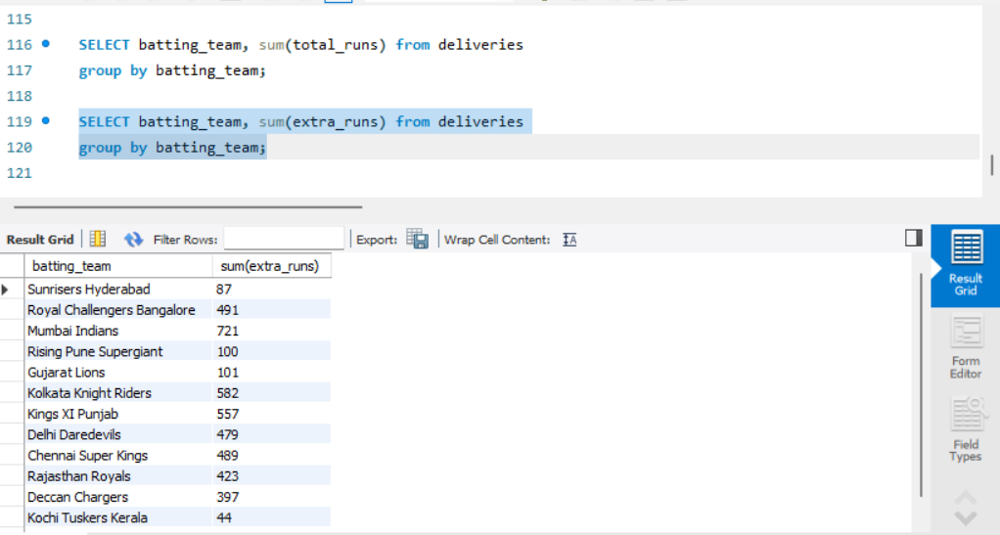 115
116 SELECT batting_team, sum(total_runs) from deliveries
117 group by batting_team;
118
119 SELECT batting_team, sum(extra_runs) from deliveries
120 group by batting_team;
121
Result Grid Filter Rows: Export: Wrap Cell Content: IA
batting_team sum(extra_runs)
Sunrisers Hyderabad 87
Royal Challengers Bangalore 491
Mumbai Indians 721
Rising Pune Supergiant 100
Gujarat Lions 101
Kolkata Knight Riders 582
Kings XI Punjab 557
Delhi Daredevils 479
Chennai Super Kings 489
Rajasthan Royals 423
Deccan Chargers 397
Kochi Tuskers Kerala 44
Result
Grid
Form
Editor
Field
Types